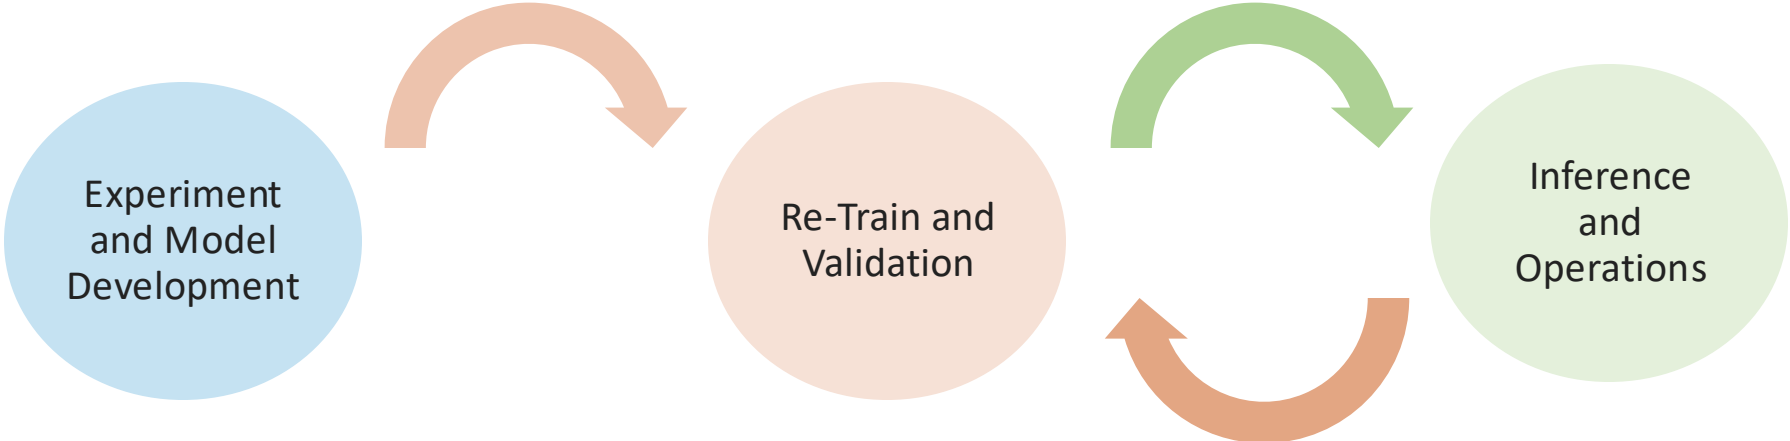 Experiment
and Model
Development
Re-Train and
Validation
Inference
and
Operations